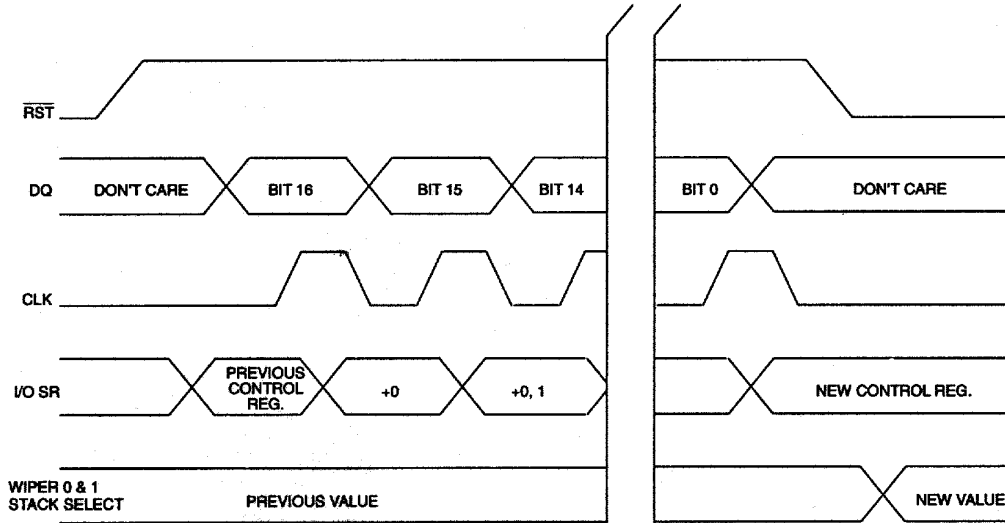 RST
DQ DON'T CARE BIT 16 BIT 15 BIT 14 BIT 0 DON'T CARE
CLK
I/O SR PREVIOUS CONTROL REG. +0 +0, 1 NEW CONTROL REG.
WIPER 0 & 1
STACK SELECT PREVIOUS VALUE NEW VALUE